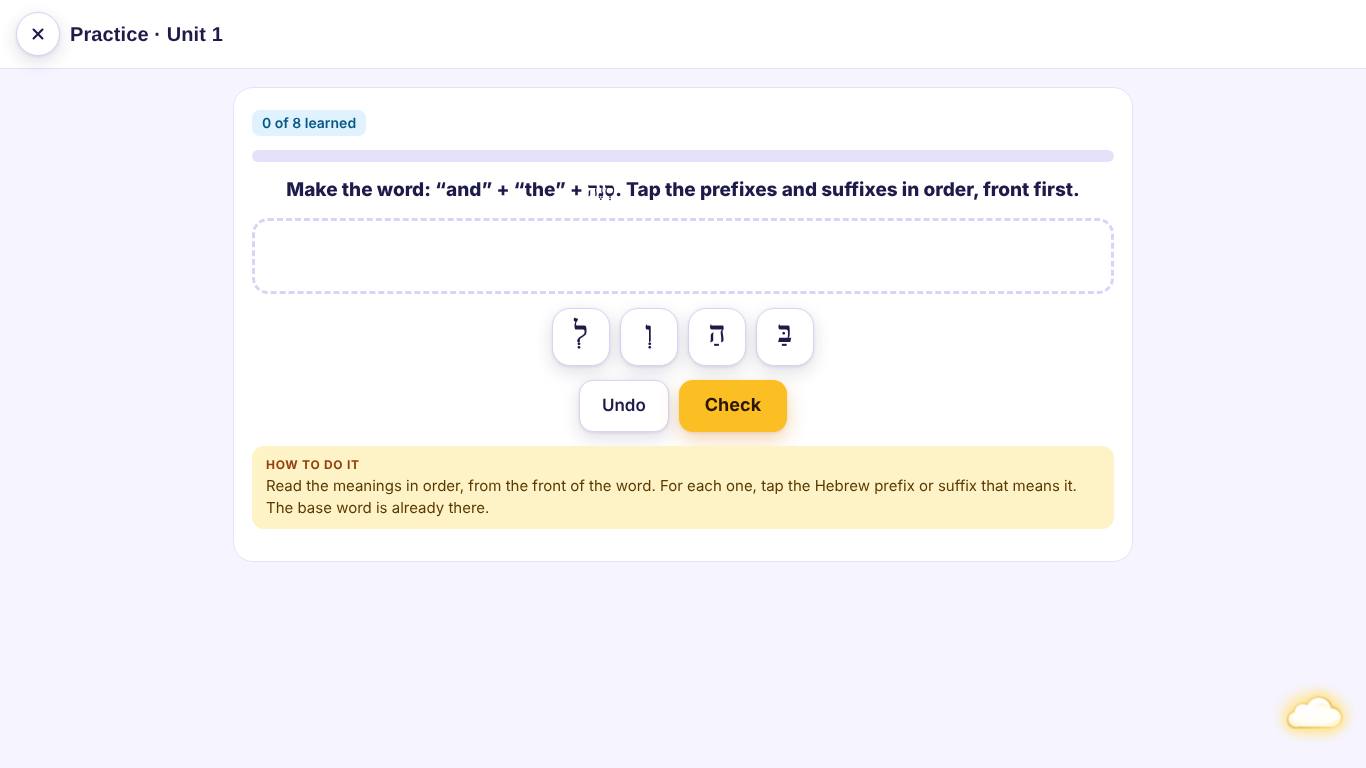 Practice · Unit 1
0 of 8 learned
Make the word: “and” + “the” + סְנֶה. Tap the prefixes and suffixes in order, front first.
לְ וְ הַ בַּ
Undo Check
HOW TO DO IT
Read the meanings in order, from the front of the word. For each one, tap the Hebrew prefix or suffix that means it.
The base word is already there.